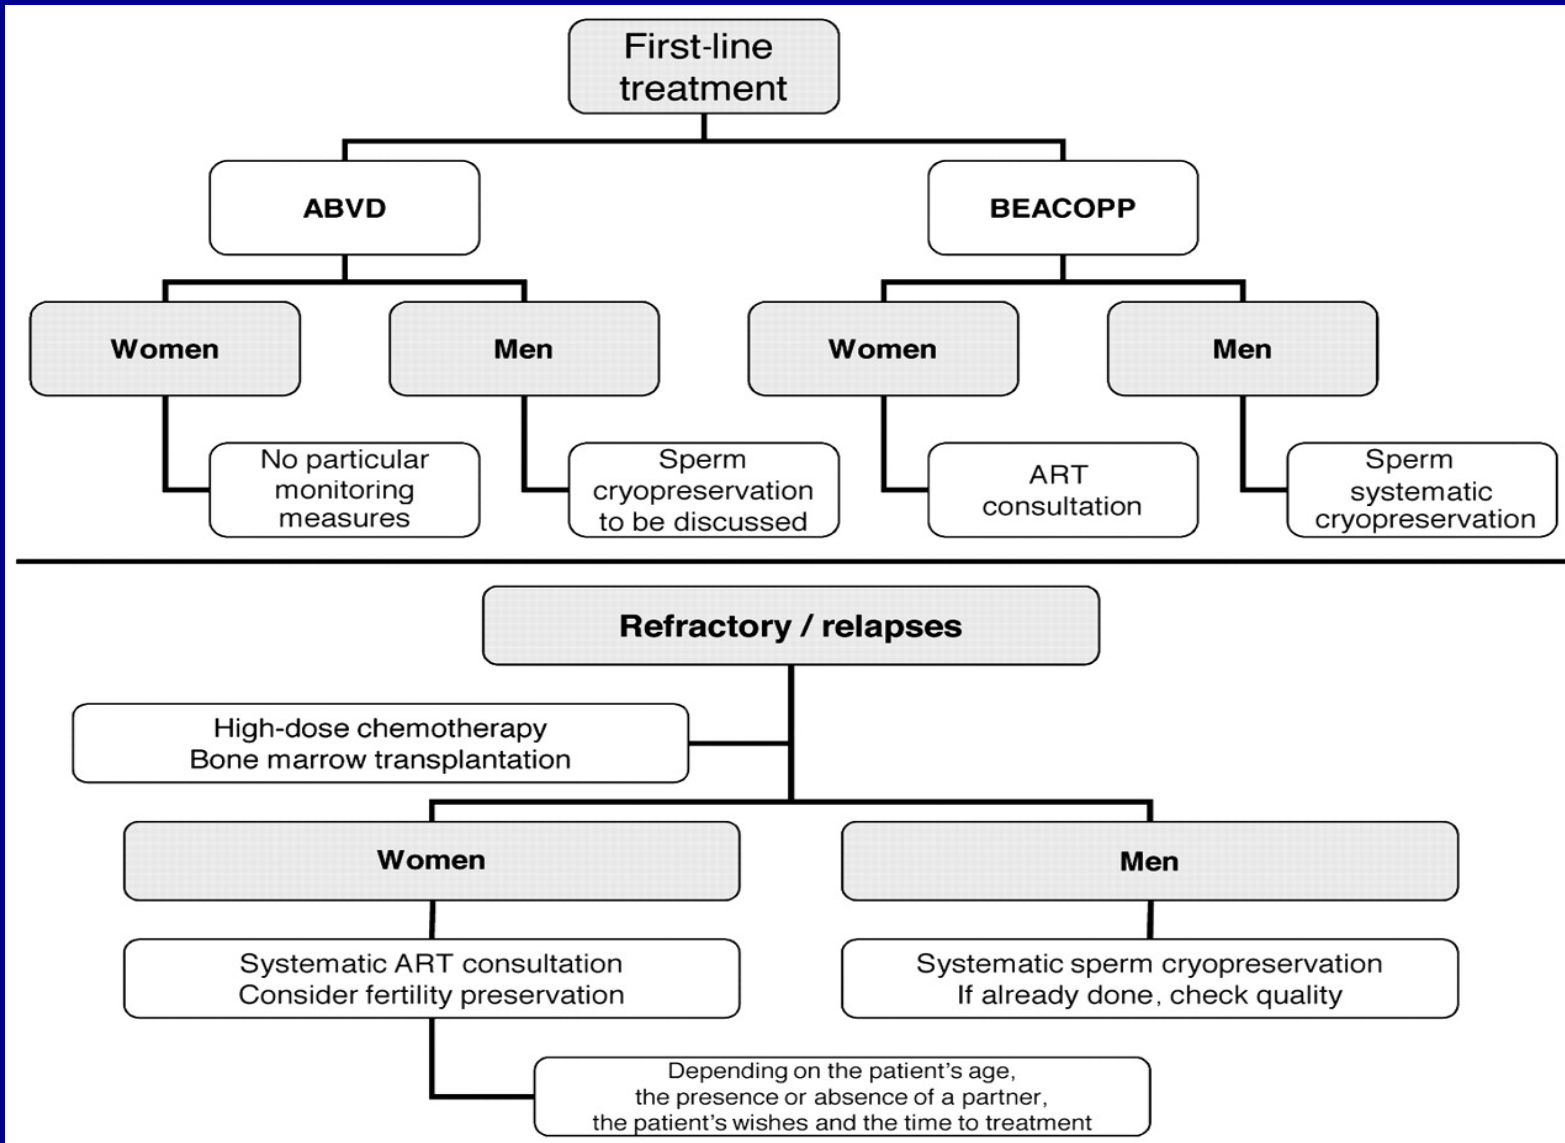 First-line
treatment
ABVD
BEACOPP
Women
Men
Women
Men
No particular
monitoring
measures
Sperm
cryopreservation
to be discussed
ART
consultation
Sperm
systematic
cryopreservation
Refractory / relapses
High-dose chemotherapy
Bone marrow transplantation
Women
Men
Systematic ART consultation
Consider fertility preservation
Systematic sperm cryopreservation
If already done, check quality
Depending on the patient's age,
the presence or absence of a partner,
the patient's wishes and the time to treatment